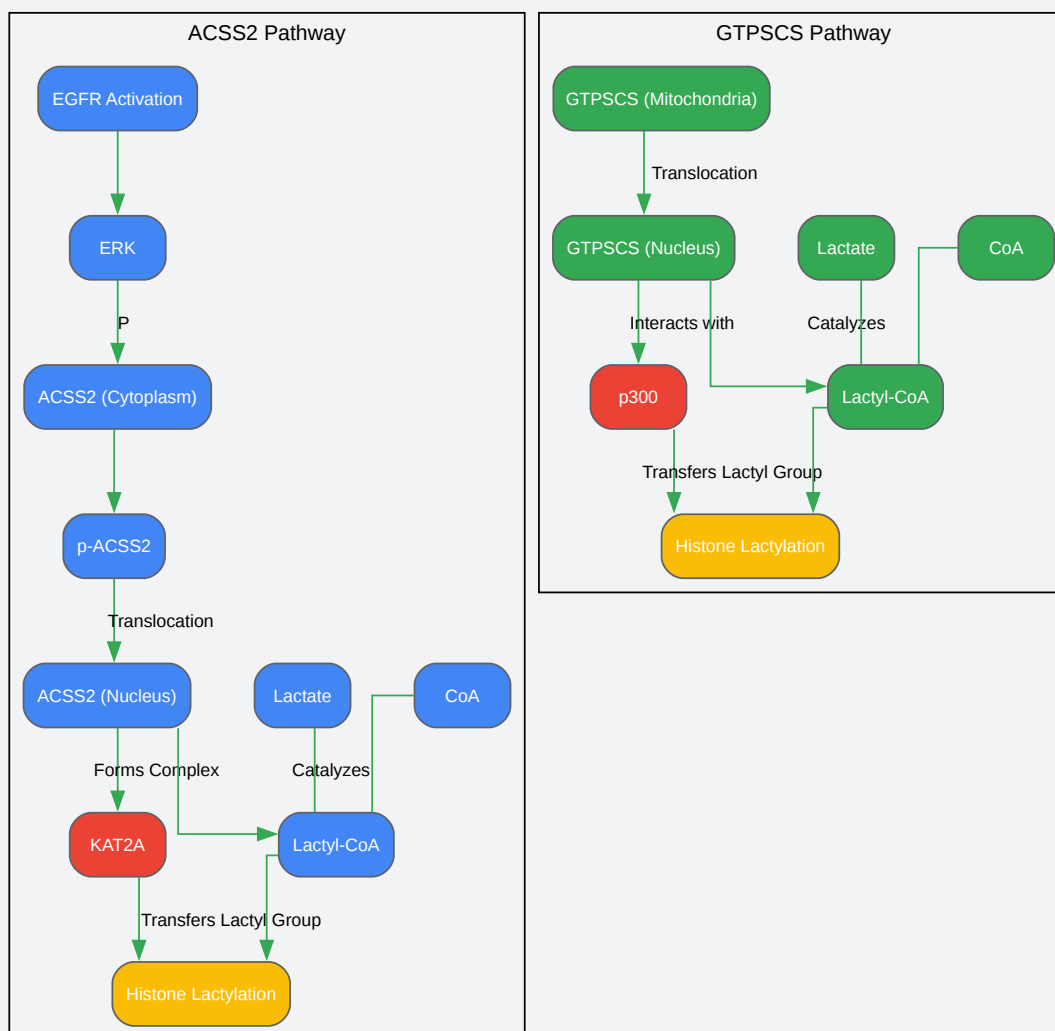 ACSS2 Pathway
EGFR Activation
ERK
P
ACSS2 (Cytoplasm)
p-ACSS2
Translocation
ACSS2 (Nucleus)
Lactate
CoA
Forms Complex
Catalyzes
KAT2A
Lactyl-CoA
Transfers Lactyl Group
Histone Lactylation
GTPSCS Pathway
GTPSCS (Mitochondria)
Translocation
GTPSCS (Nucleus)
Lactate
CoA
Interacts with
Catalyzes
p300
Lactyl-CoA
Transfers Lactyl Group
Histone Lactylation